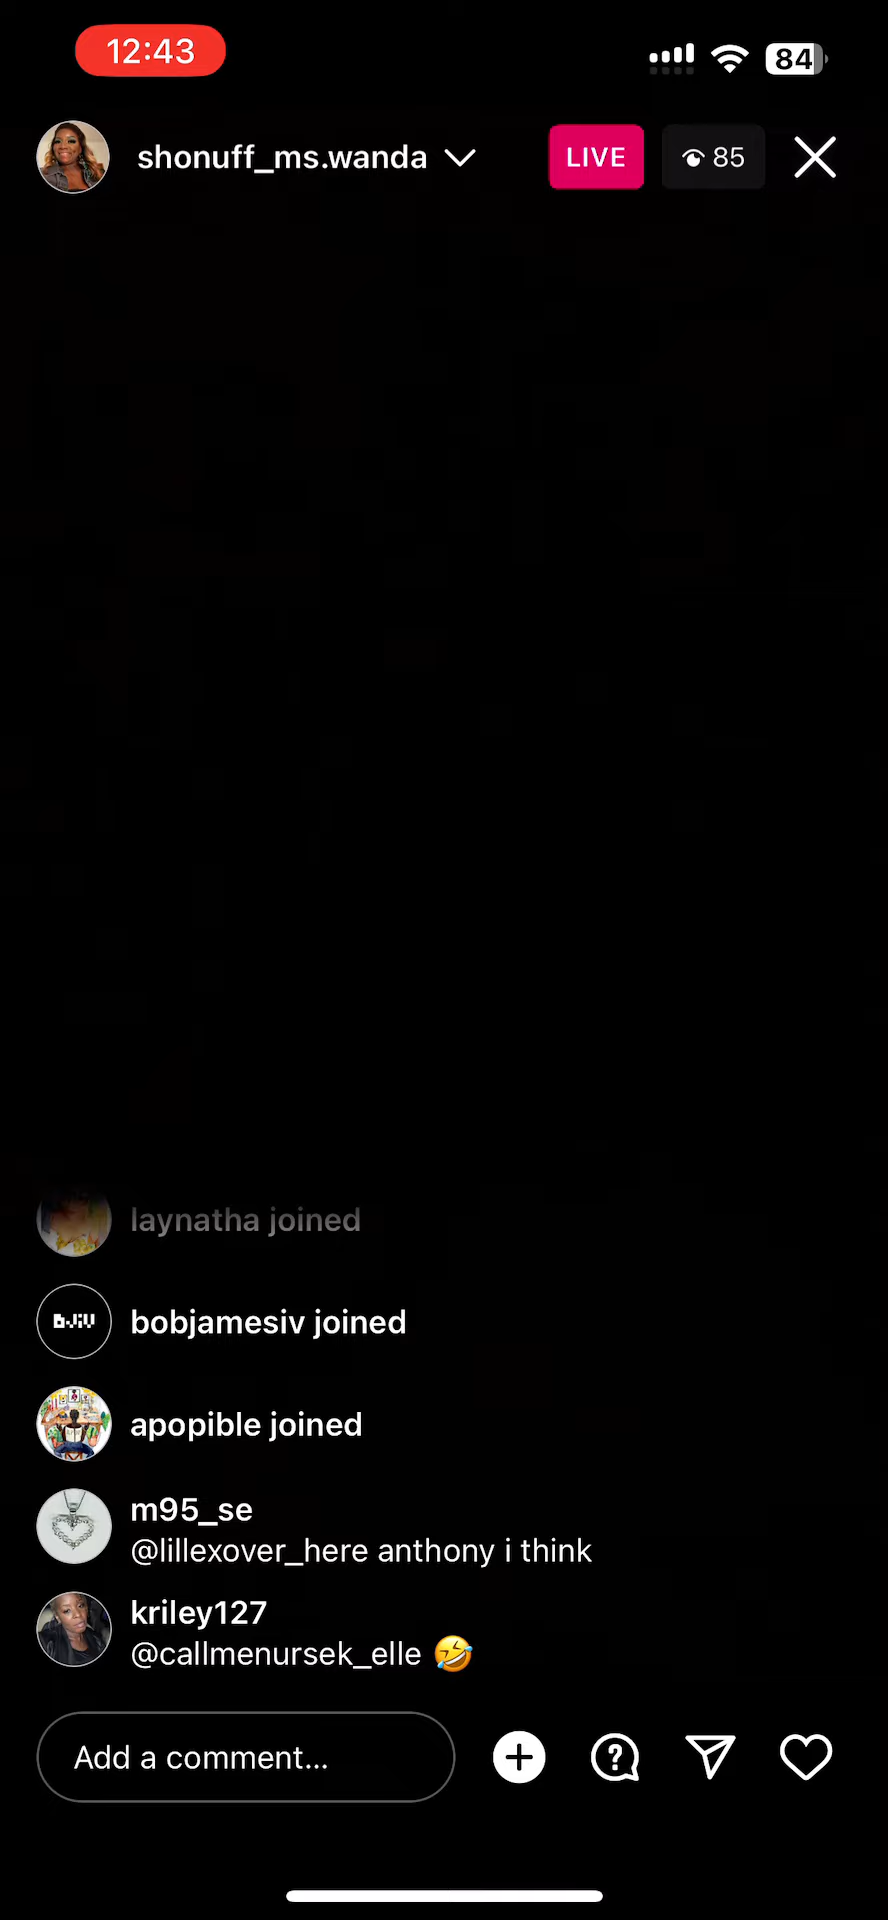 12:43
84
shonuff_ms.wanda
LIVE
85
laynatha joined
bobjamesiv joined
apopible joined
m95_se
@lillexover_here anthony i think
kriley127
@callmenursek_elle 🤣
Add a comment...